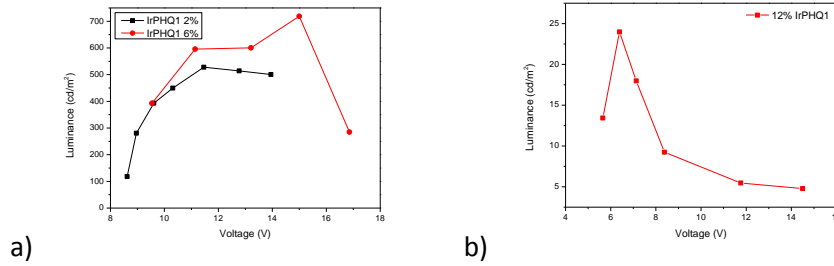 IrPHQ1 2%
IrPHQ1 6%
800
700
600
500
400
300
200
100
0
Luminance (cd/m²)
8 10 12 14 16 18
Voltage (V)
a)
12% IrPHQ1
25
20
15
10
5
Luminance (cd/m²)
4 6 8 10 12 14 16
Voltage (V)
b)